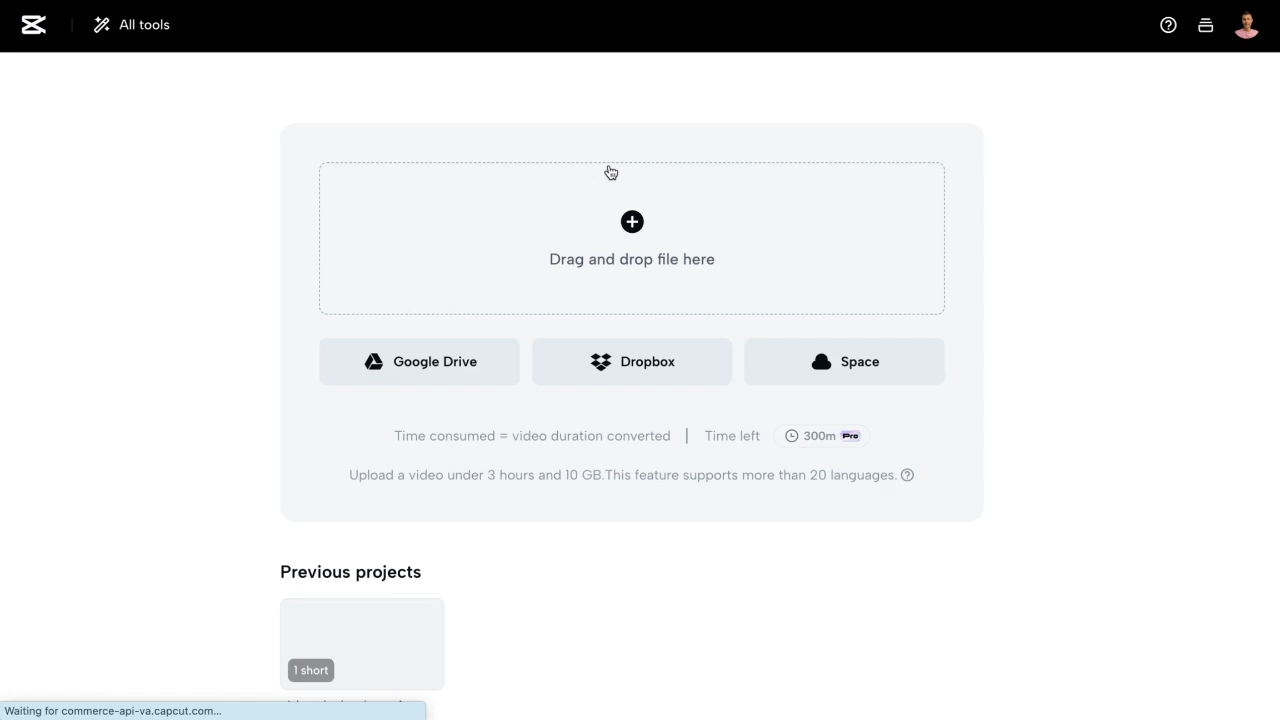 All tools
Drag and drop file here
Google Drive
Dropbox
Space
Time consumed = video duration converted | Time left 300m Pro
Upload a video under 3 hours and 10 GB.This feature supports more than 20 languages.
Previous projects
1 short
Waiting for commerce-api-va.capcut.com...